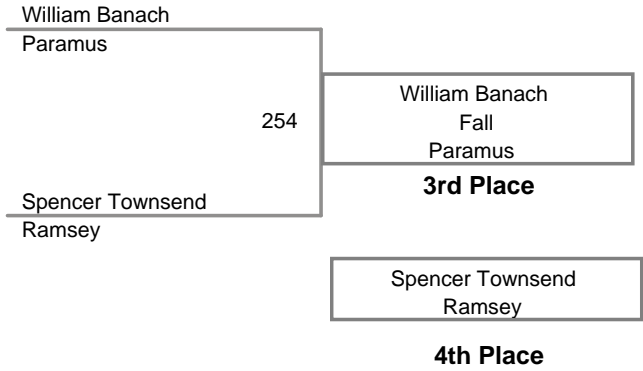 William Banach
Paramus
254
William Banach
Fall
Paramus
3rd Place
Spencer Townsend
Ramsey
Spencer Townsend
Ramsey
4th Place